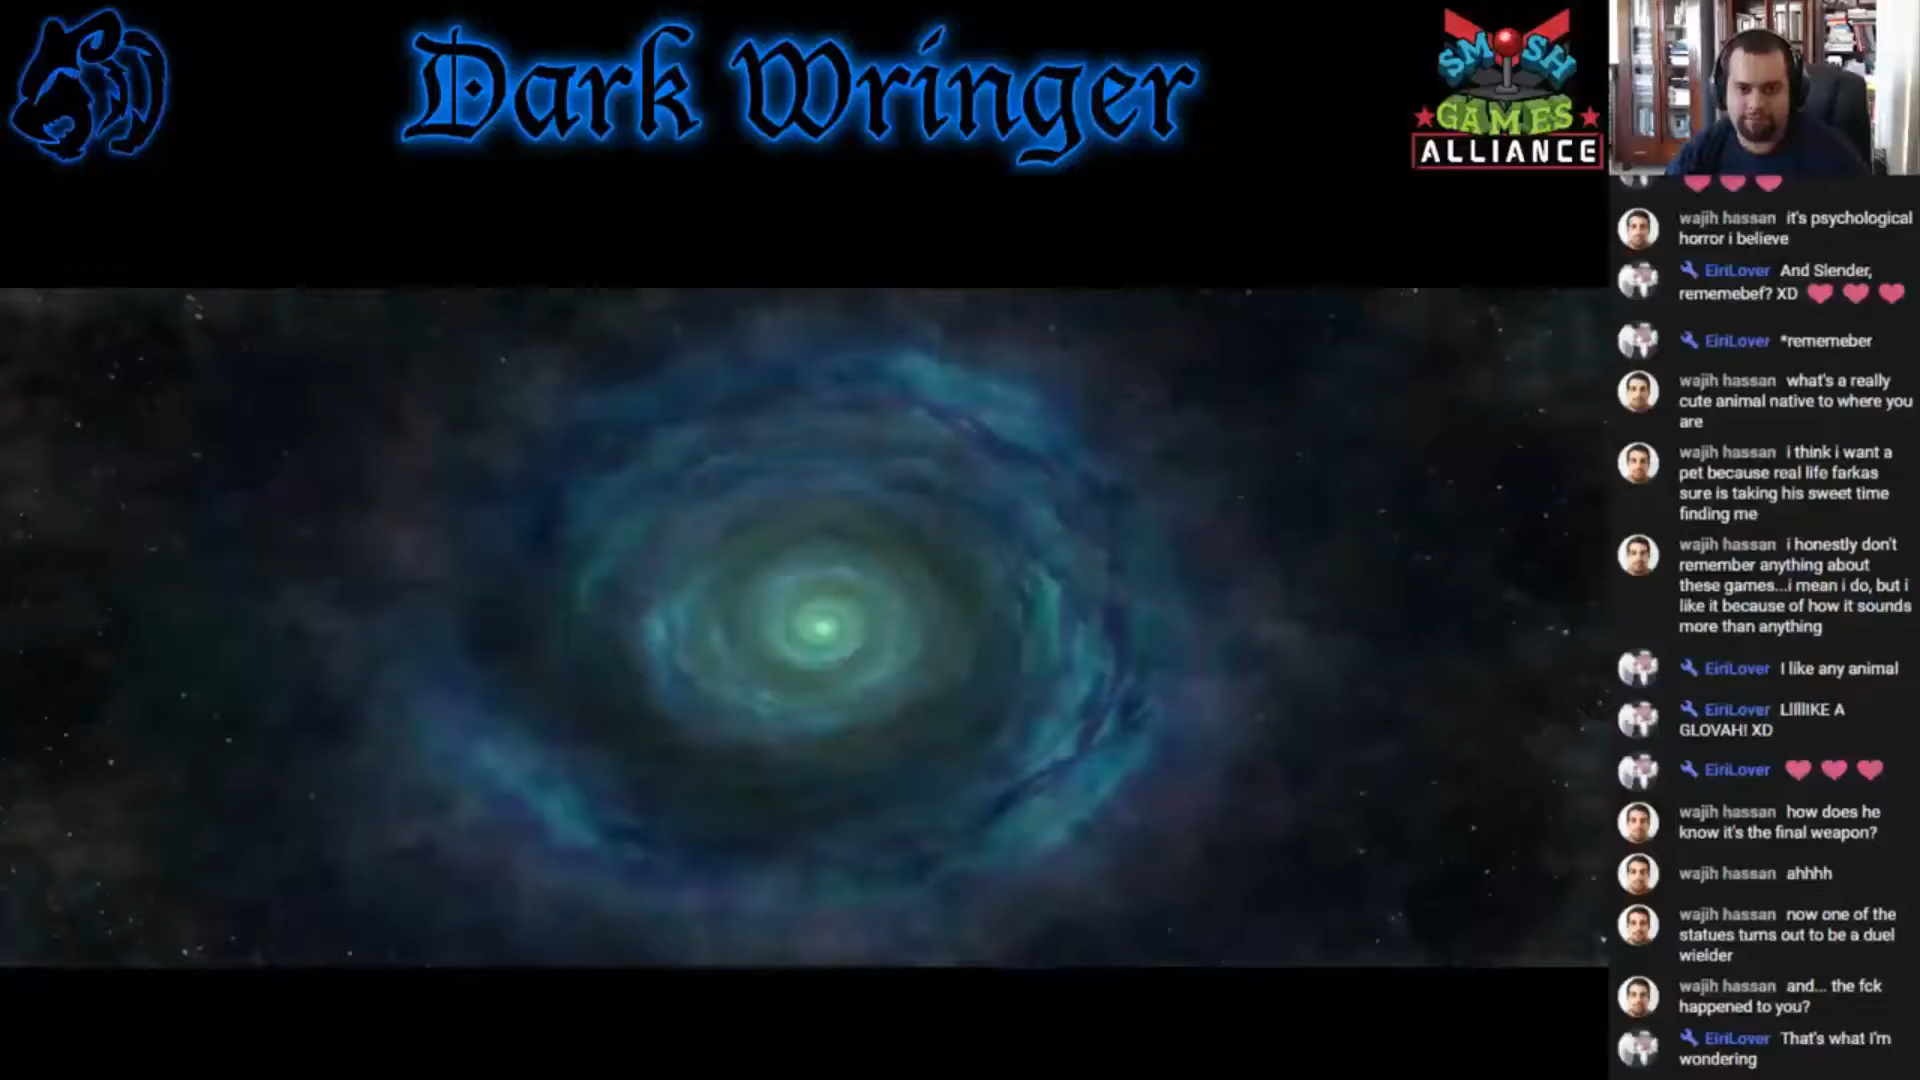 Dark Wringer
SMOSH
GAMES
ALLIANCE
wajih hassan it's psychological
horror i believe
EiriLover And Slender,
rememebef? XD
EiriLover *rememeber
wajih hassan what's a really
cute animal native to where you
are
wajih hassan i think i want a
pet because real life farkas
sure is taking his sweet time
finding me
wajih hassan i honestly don't
remember anything about
these games...i mean i do, but i
like it because of how it sounds
more than anything
EiriLover I like any animal
EiriLover LIIIIIKE A
GLOVAH! XD
EiriLover
wajih hassan how does he
know it's the final weapon?
wajih hassan ahhhh
wajih hassan now one of the
statues turns out to be a duel
wielder
wajih hassan and... the fck
happened to you?
EiriLover That's what I'm
wondering